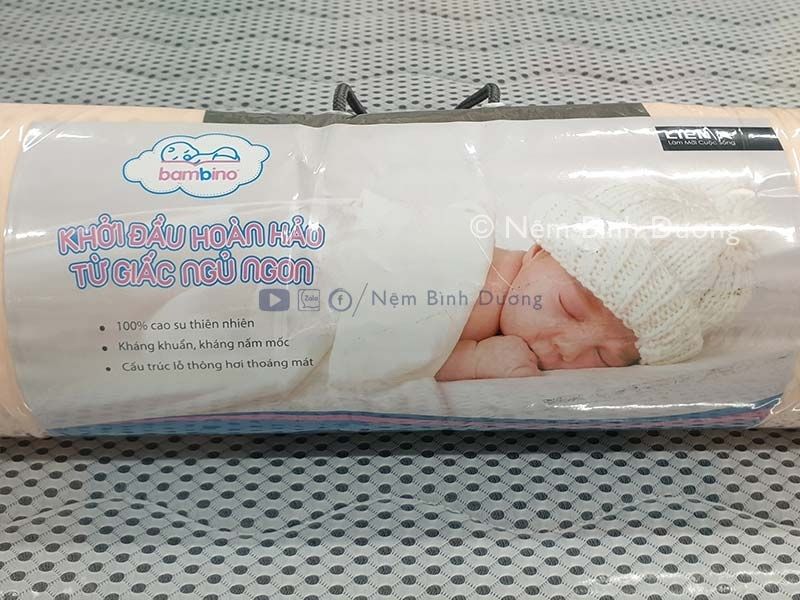 bambino
LIEN A
Làm Mới Cuộc Sống
© Nệm Bình Dương
KHỞI ĐẦU HOÀN HẢO
TỪ GIẤC NGỦ NGON
Zalo /Nệm Bình Dương
• 100% cao su thiên nhiên
• Kháng khuẩn, kháng nấm mốc
• Cấu trúc lỗ thông hơi thoáng mát